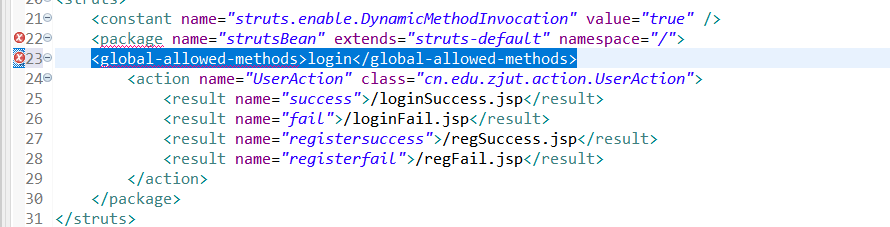 <struts>
21 <constant name="struts.enable.DynamicMethodInvocation" value="true" />
22 <package name="strutsBean" extends="struts-default" namespace="/">
23 <global-allowed-methods>login</global-allowed-methods>
24 <action name="UserAction" class="cn.edu.zjut.action.UserAction">
25 <result name="success">/loginSuccess.jsp</result>
26 <result name="fail">/loginFail.jsp</result>
27 <result name="registersuccess">/regSuccess.jsp</result>
28 <result name="registerfail">/regFail.jsp</result>
29 </action>
30 </package>
31 </struts>